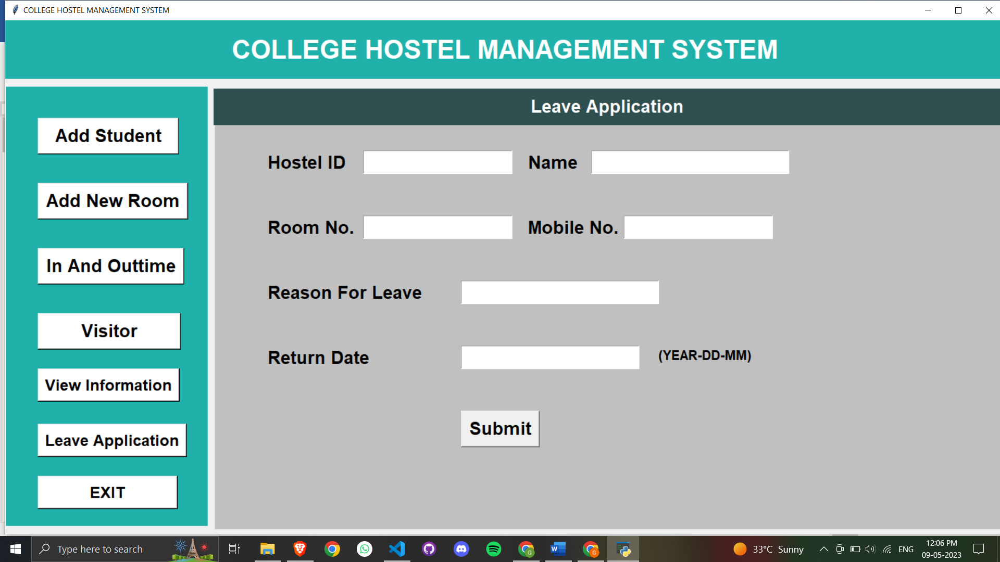 COLLEGE HOSTEL MANAGEMENT SYSTEM
COLLEGE HOSTEL MANAGEMENT SYSTEM
Leave Application
Add Student
Add New Room
In And Outtime
Visitor
View Information
Leave Application
EXIT
Hostel ID
Name
Room No.
Mobile No.
Reason For Leave
Return Date
(YEAR-DD-MM)
Submit
Type here to search
33°C Sunny
ENG
12:06 PM
09-05-2023